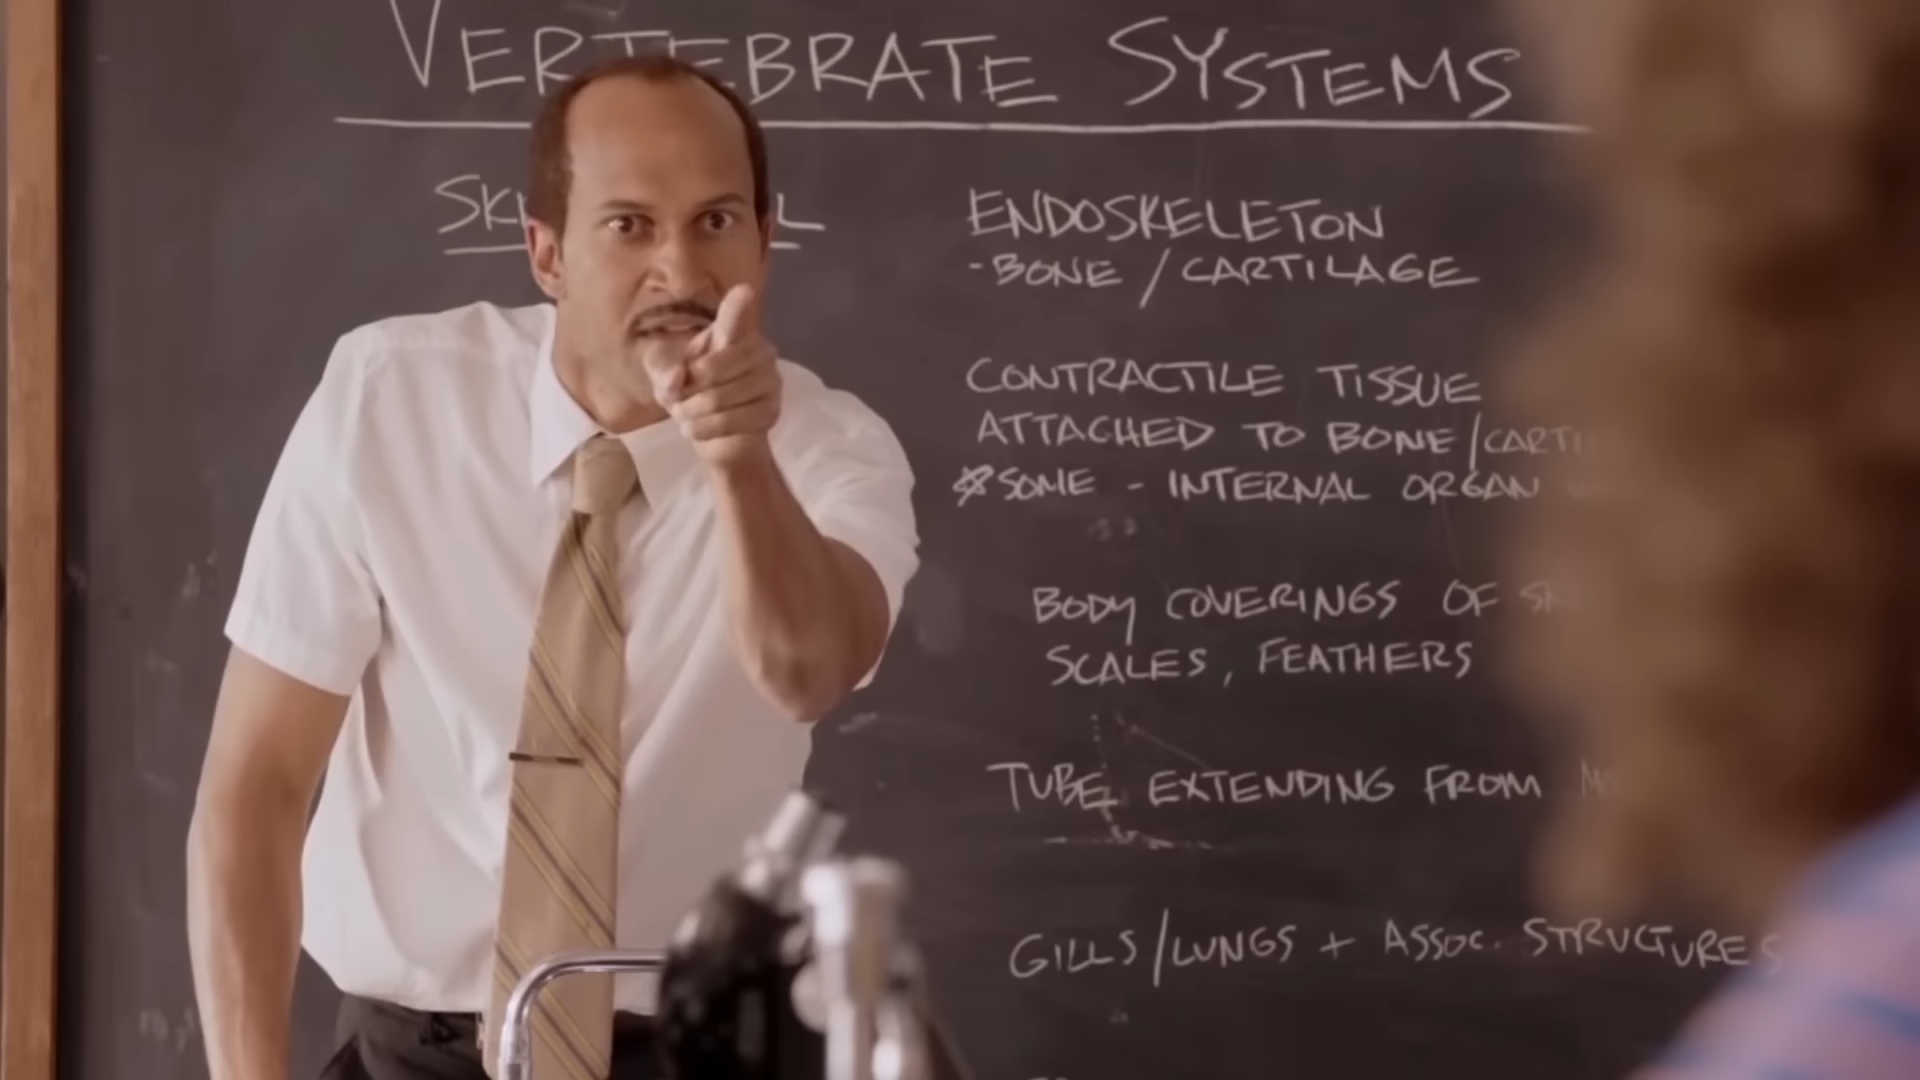 VERTEBRATE SYSTEMS
ENDOSKELETON
- BONE / CARTILAGE
CONTRACTILE TISSUE
ATTACHED TO BONE /
*SOME - INTERNAL ORGAN
BODY COVERINGS OF
SCALES, FEATHERS
TUBE EXTENDING FROM
GILLS/LUNGS + ASSOC. STRUCTURES